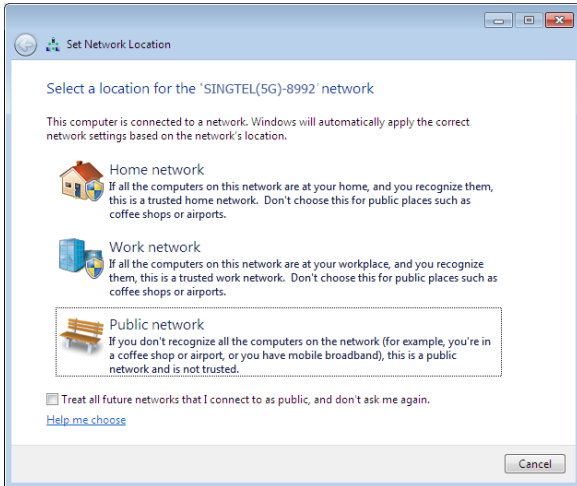 Set Network Location
Select a location for the 'SINGTEL(5G)-8992' network
This computer is connected to a network. Windows will automatically apply the correct
network settings based on the network's location.
Home network
If all the computers on this network are at your home, and you recognize them,
this is a trusted home network.  Don't choose this for public places such as
coffee shops or airports.
Work network
If all the computers on this network are at your workplace, and you recognize
them, this is a trusted work network.  Don't choose this for public places such as
coffee shops or airports.
Public network
If you don't recognize all the computers on the network (for example, you're in
a coffee shop or airport, or you have mobile broadband), this is a public
network and is not trusted.
Treat all future networks that I connect to as public, and don't ask me again.
Help me choose
Cancel